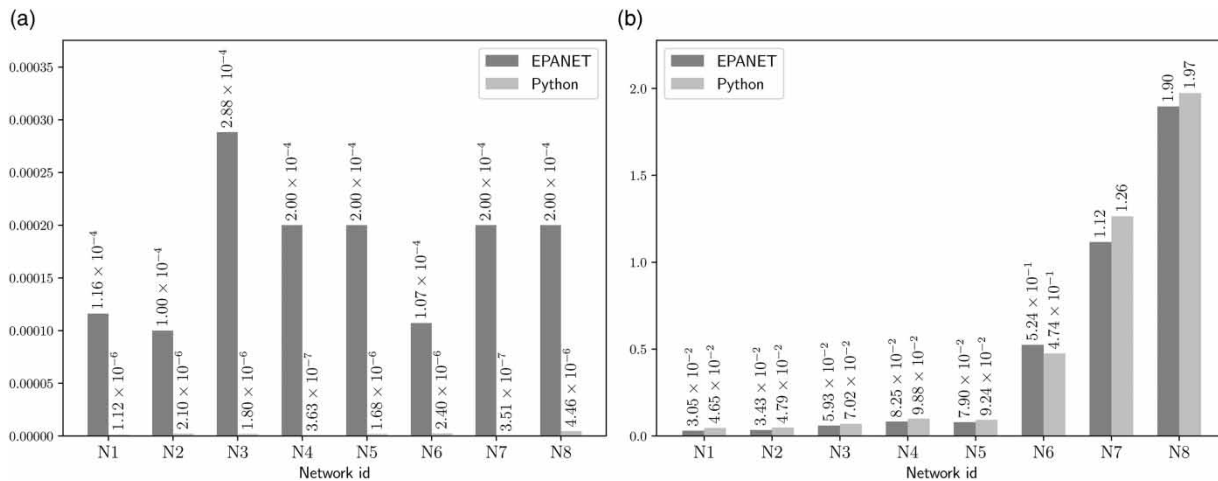 (a)
0.00035
0.00030
0.00025
0.00020
0.00015
0.00010
0.00005
0.00000
EPANET
Python
1.16 × 10⁻⁴
1.12 × 10⁻⁶
1.00 × 10⁻⁴
2.10 × 10⁻⁶
2.88 × 10⁻⁴
1.80 × 10⁻⁶
2.00 × 10⁻⁴
3.63 × 10⁻⁷
2.00 × 10⁻⁴
1.68 × 10⁻⁶
1.07 × 10⁻⁴
2.40 × 10⁻⁶
2.00 × 10⁻⁴
3.51 × 10⁻⁷
2.00 × 10⁻⁴
4.46 × 10⁻⁶
N1 N2 N3 N4 N5 N6 N7 N8
Network id
(b)
2.0
1.5
1.0
0.5
0.0
EPANET
Python
3.05 × 10⁻²
4.65 × 10⁻²
3.43 × 10⁻²
4.79 × 10⁻²
5.93 × 10⁻²
7.02 × 10⁻²
8.25 × 10⁻²
9.88 × 10⁻²
7.90 × 10⁻²
9.24 × 10⁻²
5.24 × 10⁻¹
4.74 × 10⁻¹
1.12
1.26
1.90
1.97
N1 N2 N3 N4 N5 N6 N7 N8
Network id